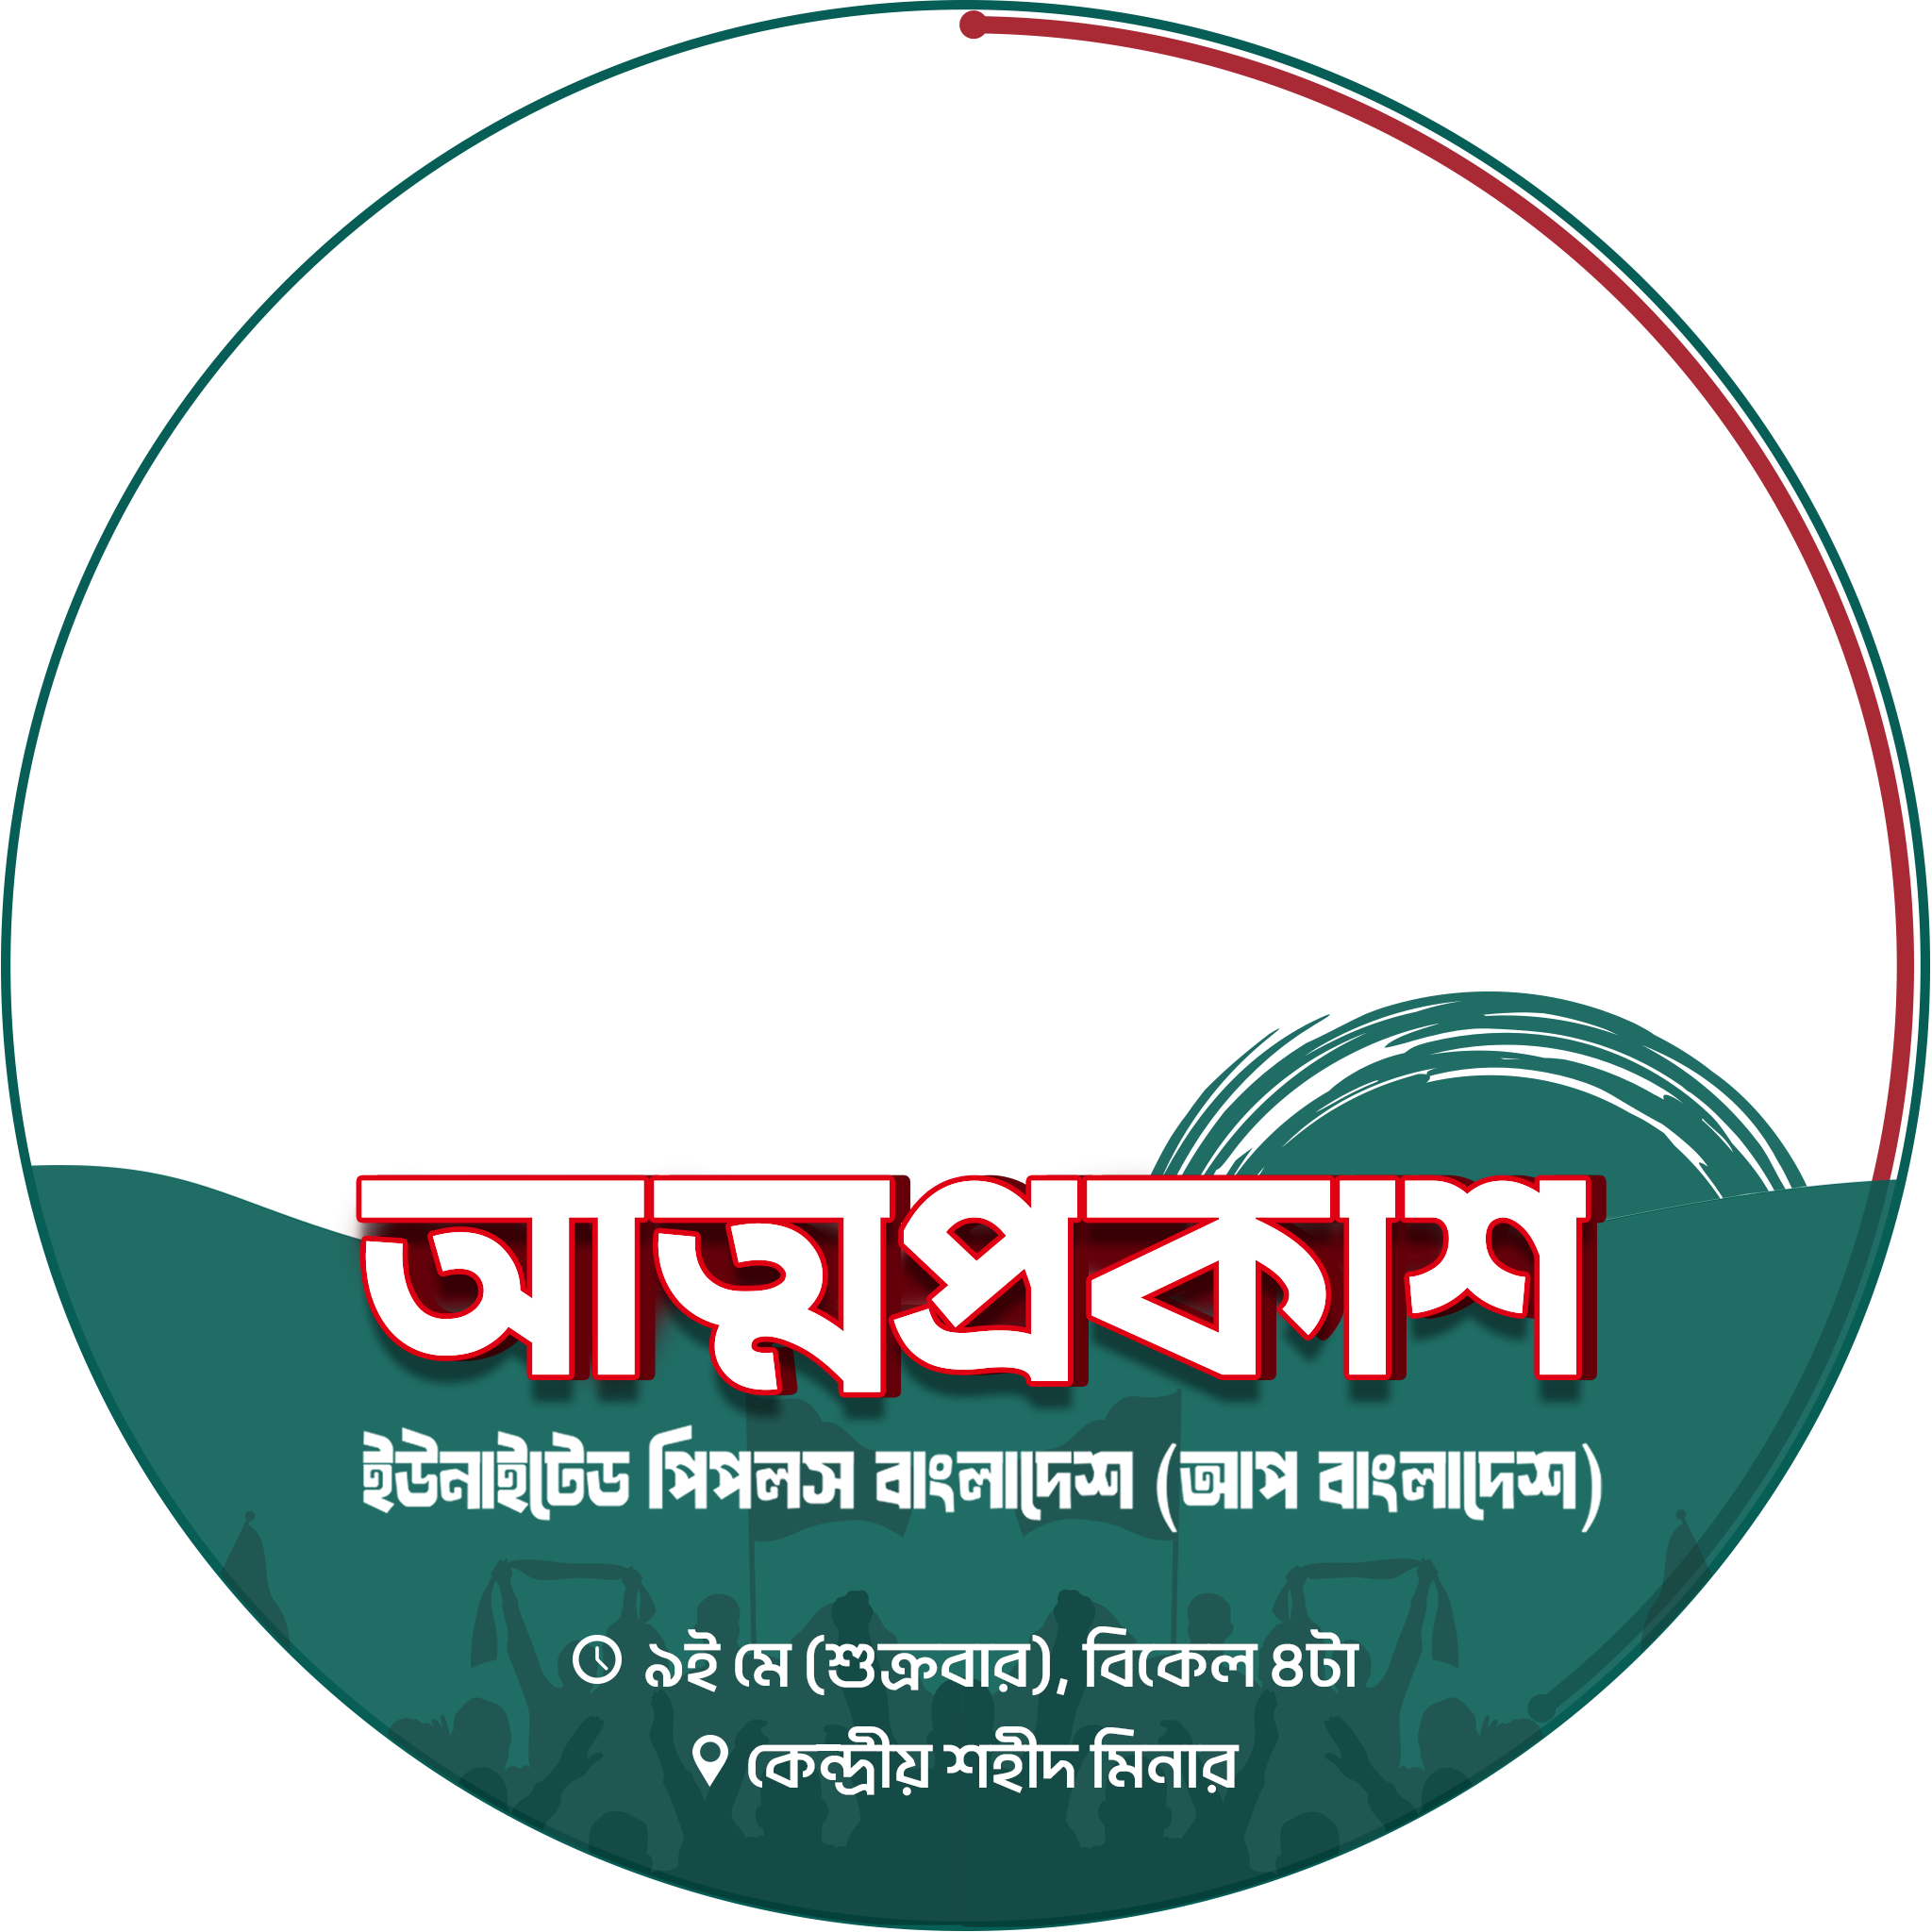 আত্মপ্রকাশ
ইউনাইটেড পিপলস বাংলাদেশ (আপ বাংলাদেশ)
৯ই মে (শুক্রবার), বিকেল ৪টা
কেন্দ্রীয় শহীদ মিনার